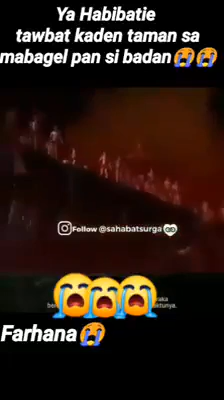 Ya Habibatie
tawbat kaden taman sa
mabagel pan si badan😭😭
Follow @sahabatsurga
Farhana😭